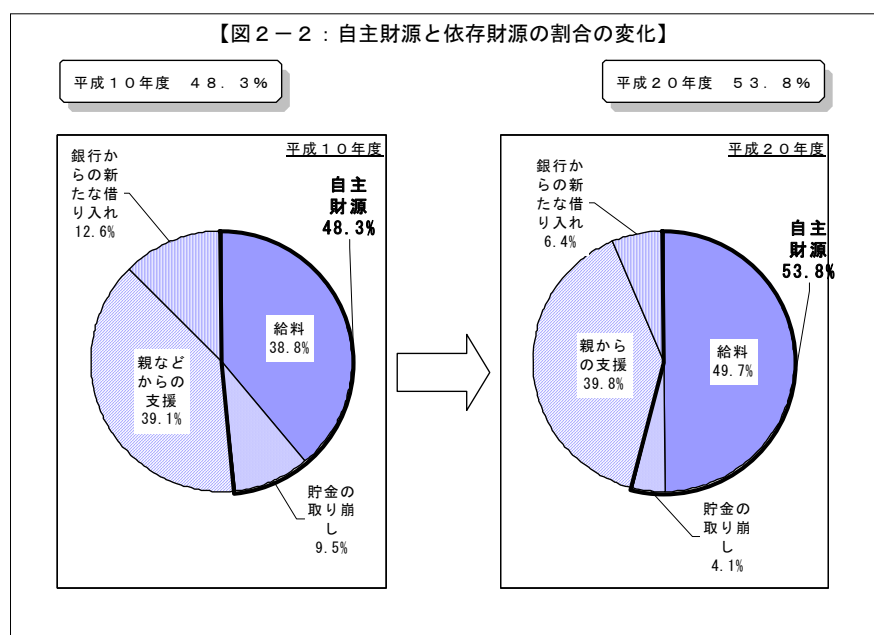 【図２－２：自主財源と依存財源の割合の変化】
平成１０年度　４８．３％
平成２０年度　５３．８％
平成１０年度
銀行か
らの新
たな借
り入れ
12.6%
自主
財源
48.3%
給料
38.8%
親など
からの
支援
39.1%
貯金の
取り崩
し
9.5%
平成２０年度
銀行か
らの新
たな借
り入れ
6.4%
自主
財源
53.8%
給料
49.7%
親から
の支援
39.8%
貯金の
取り崩
し
4.1%